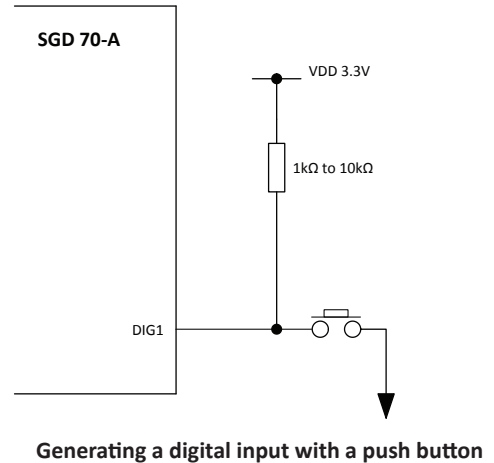 SGD 70-A
VDD 3.3V
1kΩ to 10kΩ
DIG1
Generating a digital input with a push button